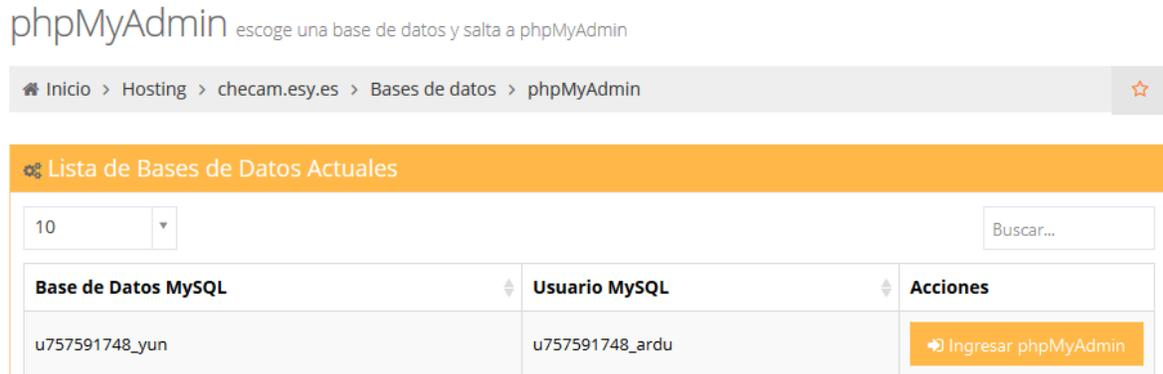 phpMyAdmin escoge una base de datos y salta a phpMyAdmin
Inicio > Hosting > checam.esy.es > Bases de datos > phpMyAdmin
Lista de Bases de Datos Actuales
10 Buscar...
Base de Datos MySQL Usuario MySQL Acciones
u757591748_yun u757591748_ardu Ingresar phpMyAdmin